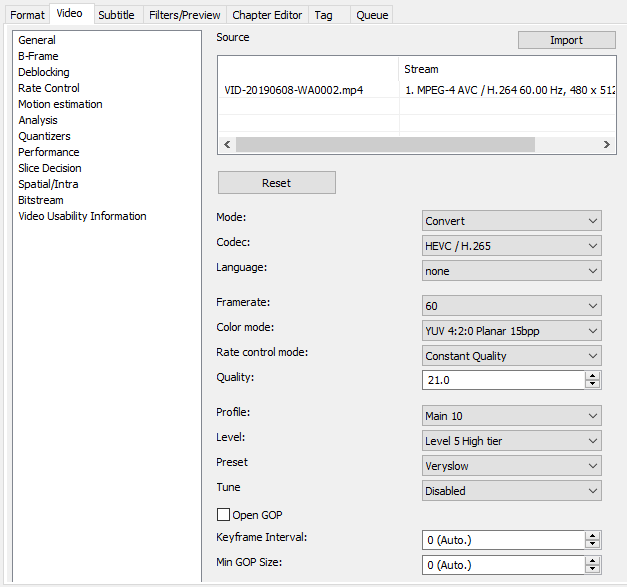 Format Video Subtitle Filters/Preview Chapter Editor Tag Queue
General
B-Frame
Deblocking
Rate Control
Motion estimation
Analysis
Quantizers
Performance
Slice Decision
Spatial/Intra
Bitstream
Video Usability Information
Source
Import
Stream
VID-20190608-WA0002.mp4 1. MPEG-4 AVC / H.264 60.00 Hz, 480 x 512
Reset
Mode: Convert
Codec: HEVC / H.265
Language: none
Framerate: 60
Color mode: YUV 4:2:0 Planar 15bpp
Rate control mode: Constant Quality
Quality: 21.0
Profile: Main 10
Level: Level 5 High tier
Preset Veryslow
Tune Disabled
Open GOP
Keyframe Interval: 0 (Auto.)
Min GOP Size: 0 (Auto.)